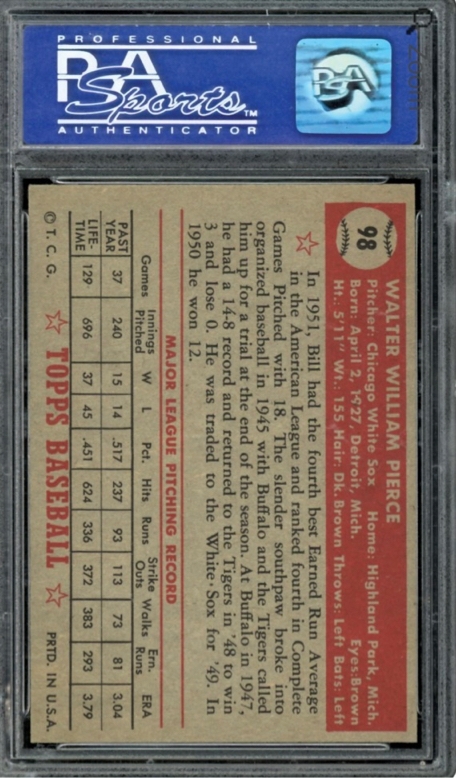 PROFESSIONAL
PSA
Sports™
AUTHENTICATOR
PSA
98
WALTER WILLIAM PIERCE
Pitcher: Chicago White Sox Home: Highland Park, Mich.
Born: April 2, 1927, Detroit, Mich. Eyes: Brown
Ht.: 5'11" Wt.: 155 Hair: Dk. Brown Throws: Left Bats: Left
In 1951, Bill had the fourth best Earned Run Average
in the American League and ranked fourth in Complete
Games Pitched with 18. The slender southpaw broke into
organized baseball in 1945 with Buffalo and the Tigers called
him up for a trial at the end of the season. At Buffalo in 1947,
he had a 14-8 record and returned to the Tigers in '48 to win
3 and lose 0. He was traded to the White Sox for '49. In
1950 he won 12.
MAJOR LEAGUE PITCHING RECORD
Games Innings Pitched W L Pct. Hits Runs Strike Outs Walks Ern. Runs ERA
PAST YEAR 37 240 15 14 .517 237 93 113 73 81 3.04
LIFE-TIME 129 696 37 45 .451 624 336 372 383 293 3.79
© T. C. G. TOPPS BASEBALL PRTD. IN U.S.A.